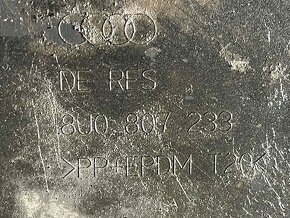 DE RES
8U0.807 233
>PP+EPDM T20<